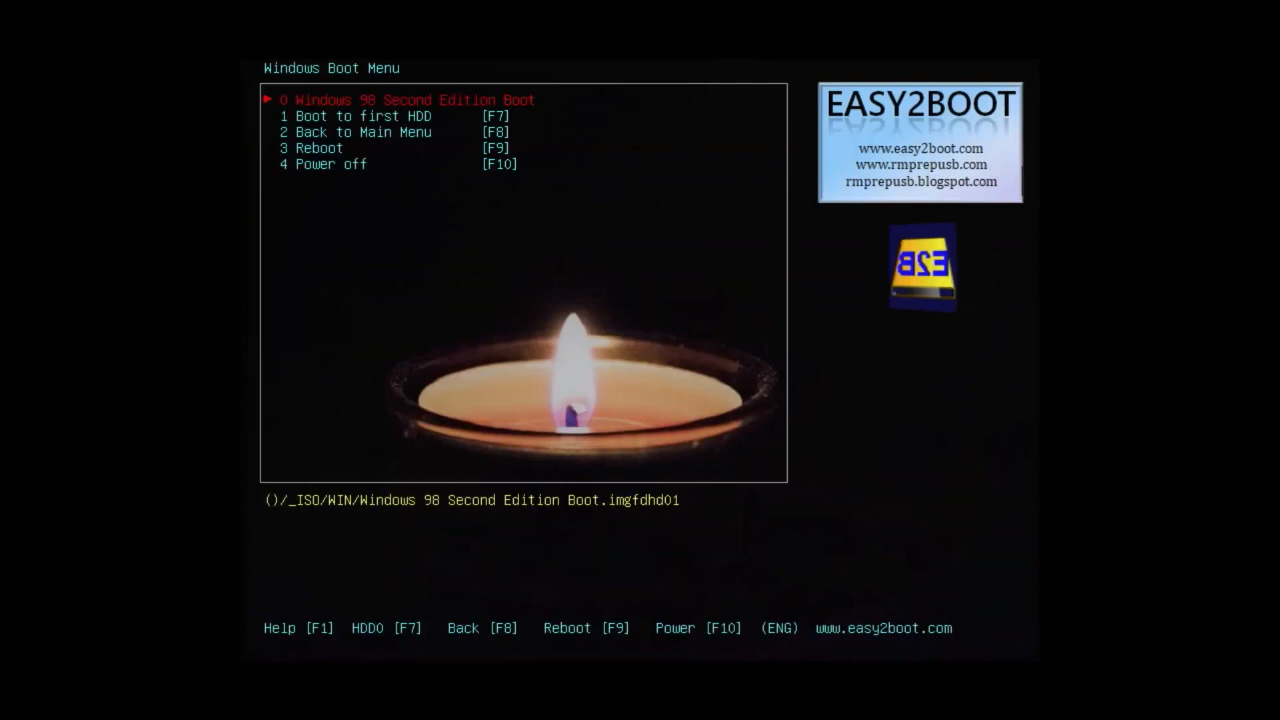 Windows Boot Menu
0 Windows 98 Second Edition Boot
1 Boot to first HDD [F7]
2 Back to Main Menu [F8]
3 Reboot [F9]
4 Power off [F10]
EASY2BOOT
www.easy2boot.com
www.rmprepusb.com
rmprepusb.blogspot.com
E2B
()/_ISO/WIN/Windows 98 Second Edition Boot.imgfdhd01
Help [F1] HDD0 [F7] Back [F8] Reboot [F9] Power [F10] (ENG) www.easy2boot.com